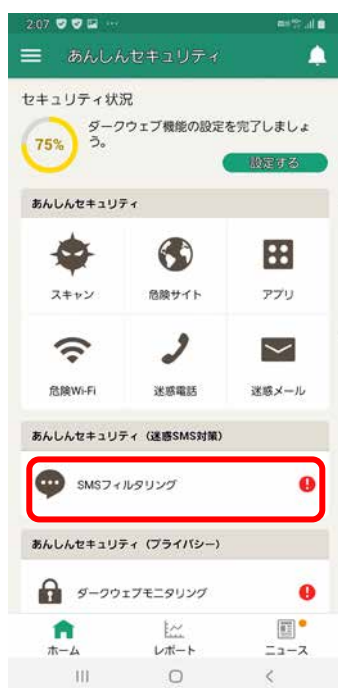 2:07
あんしんセキュリティ
セキュリティ状況
75%
ダークウェブ機能の設定を完了しましょ
う。
設定する
あんしんセキュリティ
スキャン 危険サイト アプリ
危険Wi-Fi 迷惑電話 迷惑メール
あんしんセキュリティ（迷惑SMS対策）
SMSフィルタリング
あんしんセキュリティ（プライバシー）
ダークウェブモニタリング
ホーム レポート ニュース